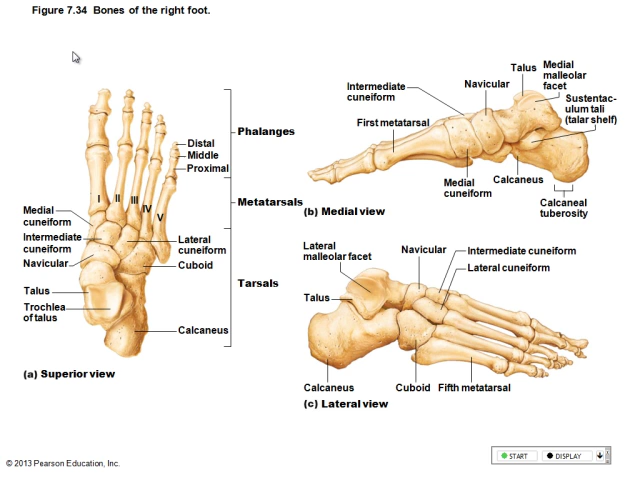 Figure 7.34 Bones of the right foot.
Distal
Middle
Proximal
Phalanges
Metatarsals
Tarsals
I
II
III
IV
V
Medial
cuneiform
Intermediate
cuneiform
Navicular
Talus
Trochlea
of talus
Lateral
cuneiform
Cuboid
Calcaneus
(a) Superior view
Intermediate
cuneiform
First metatarsal
Navicular
Talus
Medial
malleolar
facet
Sustentac-
ulum tali
(talar shelf)
Medial
cuneiform
Calcaneus
Calcaneal
tuberosity
(b) Medial view
Lateral
malleolar facet
Navicular
Intermediate cuneiform
Lateral cuneiform
Talus
Calcaneus
Cuboid
Fifth metatarsal
(c) Lateral view
© 2013 Pearson Education, Inc.
START
DISPLAY